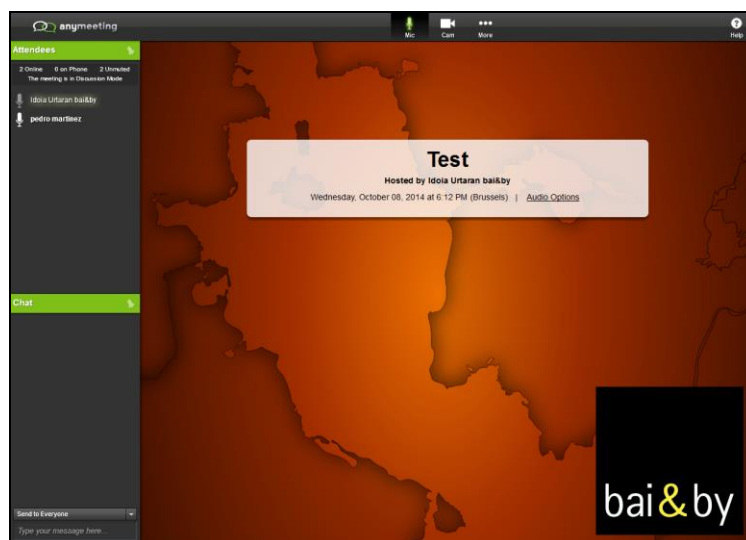 anymeeting
Mic
Cam
More
Help
Attendees
2 Online 0 on Phone 2 Unmuted
The meeting is in Discussion Mode
Idoia Urtaran bai&by
pedro martinez
Test
Hosted by Idoia Urtaran bai&by
Wednesday, October 08, 2014 at 6:12 PM (Brussels) | Audio Options
Chat
bai&by
Send to Everyone
Type your message here...